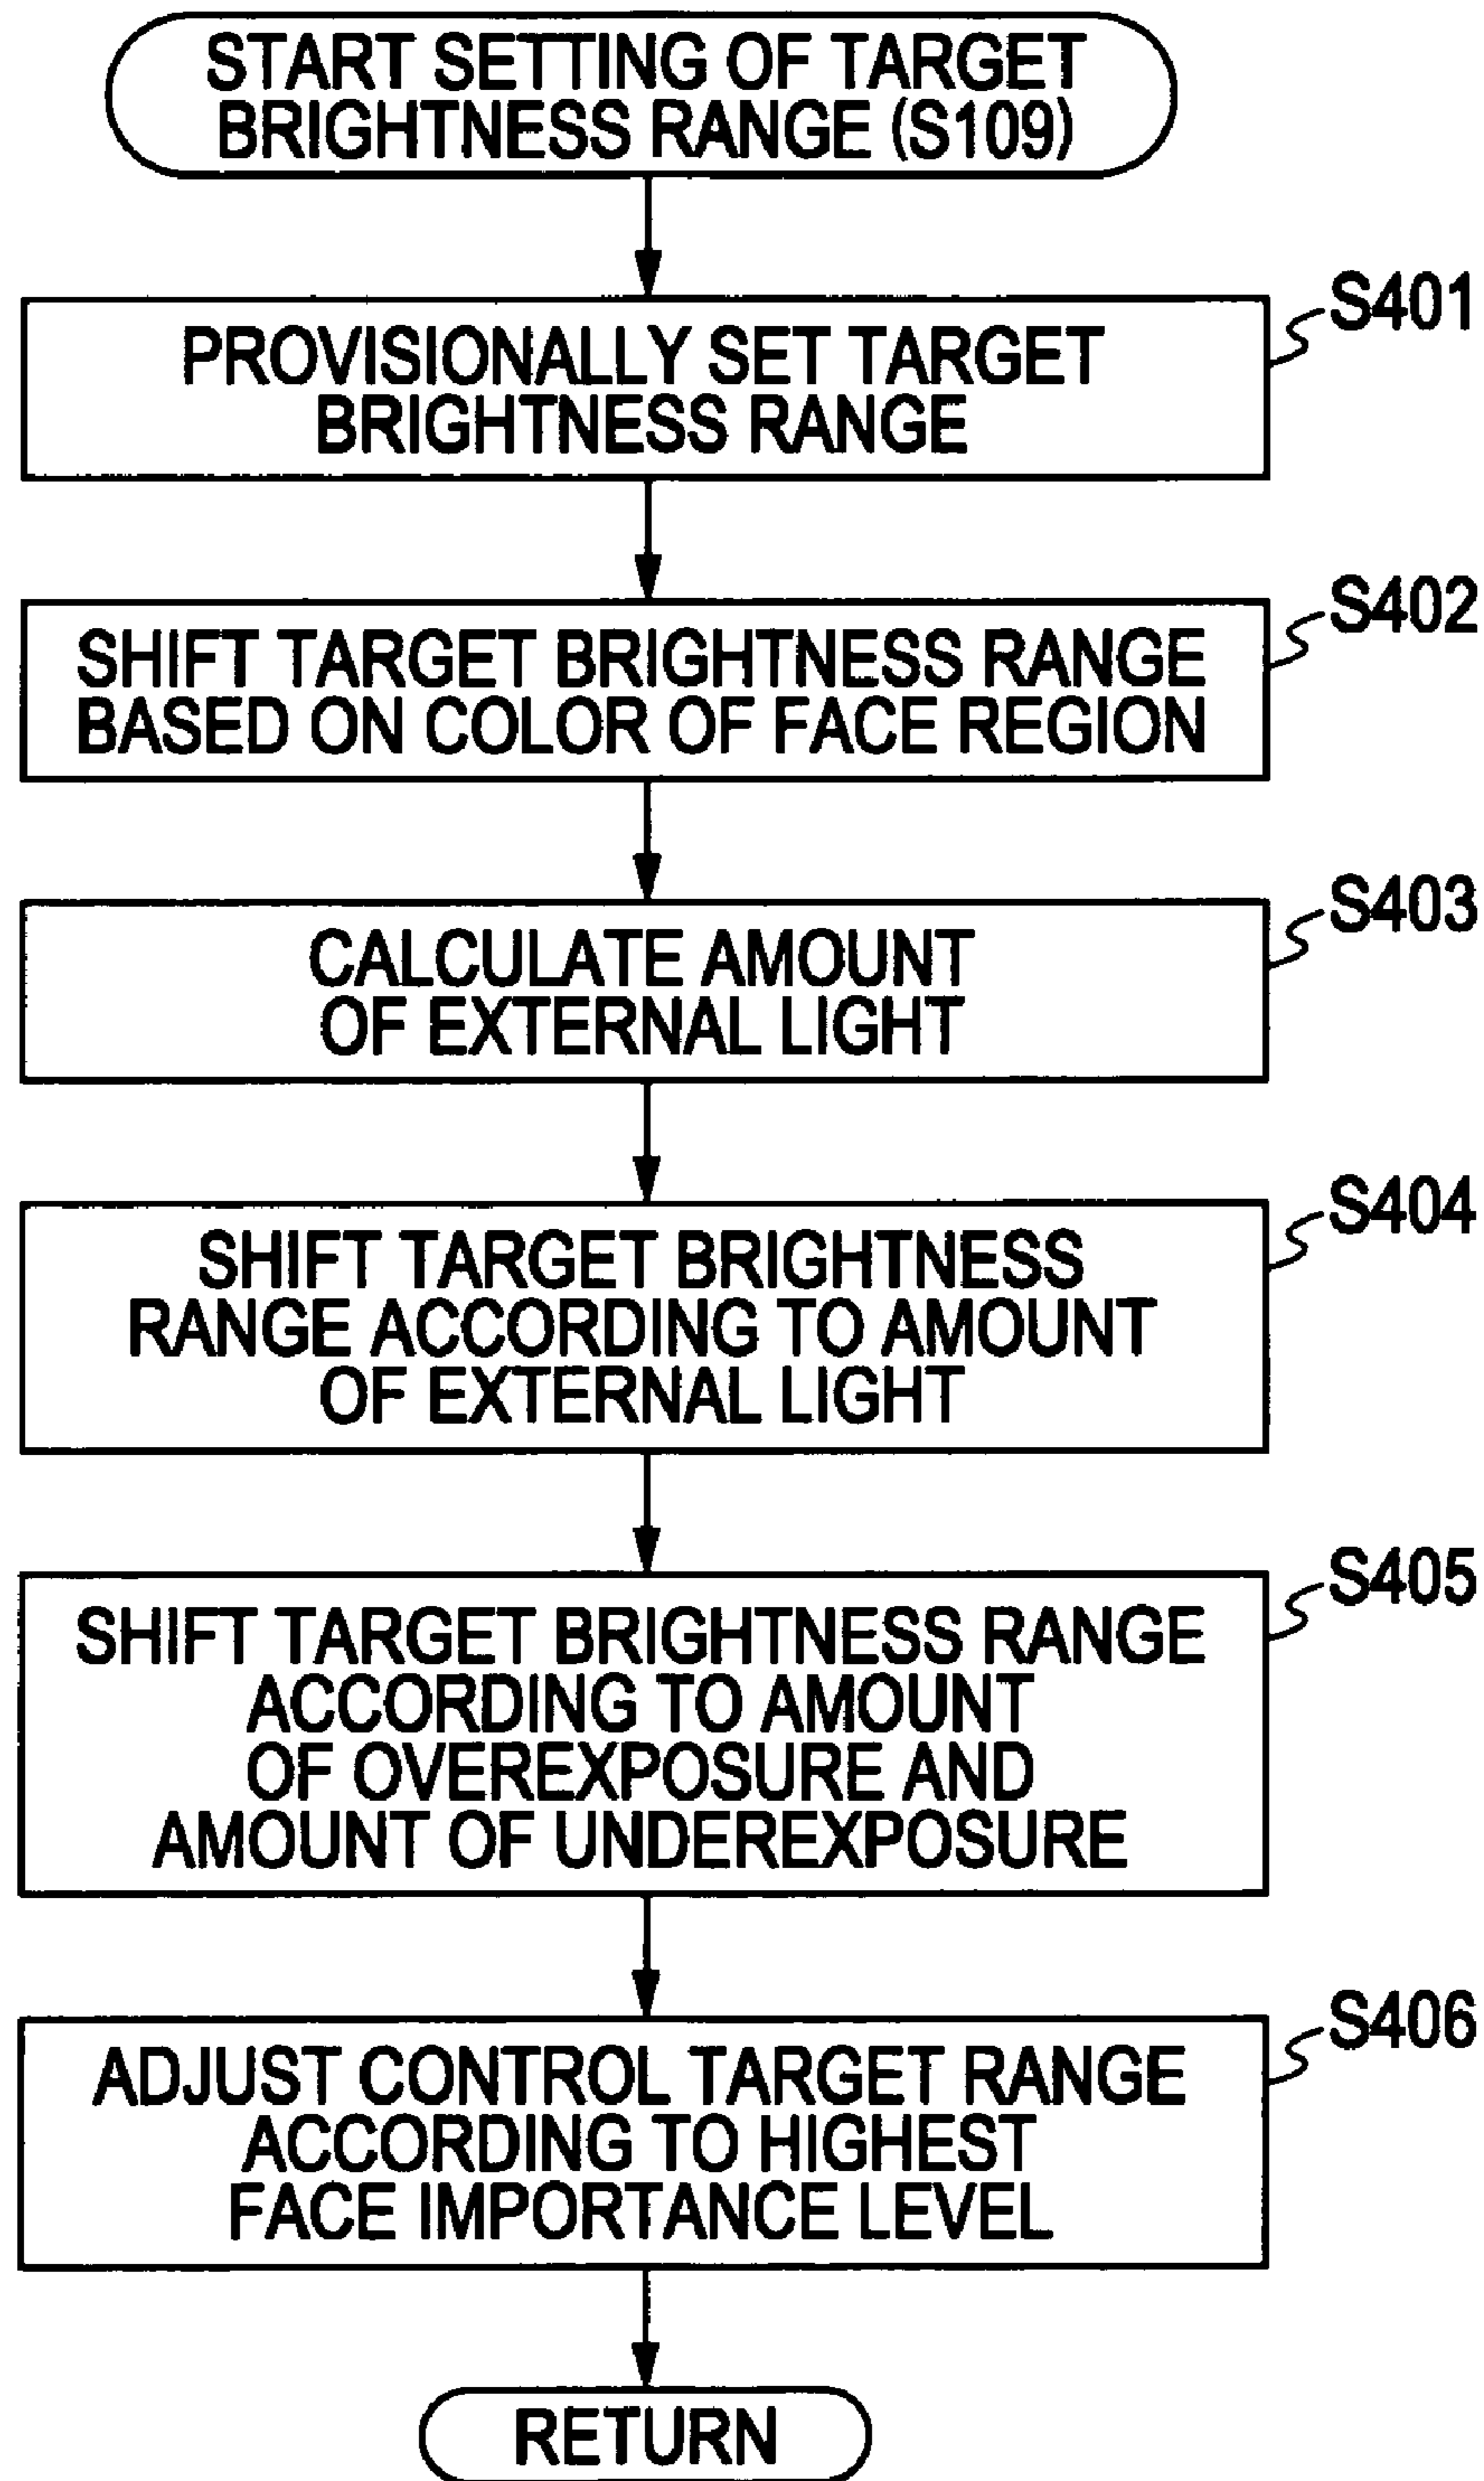 START SETTING OF TARGET
BRIGHTNESS RANGE (S109)
S401
PROVISIONALLY SET TARGET
BRIGHTNESS RANGE
S402
SHIFT TARGET BRIGHTNESS RANGE
BASED ON COLOR OF FACE REGION
S403
CALCULATE AMOUNT
OF EXTERNAL LIGHT
S404
SHIFT TARGET BRIGHTNESS
RANGE ACCORDING TO AMOUNT
OF EXTERNAL LIGHT
S405
SHIFT TARGET BRIGHTNESS RANGE
ACCORDING TO AMOUNT
OF OVEREXPOSURE AND
AMOUNT OF UNDEREXPOSURE
S406
ADJUST CONTROL TARGET RANGE
ACCORDING TO HIGHEST
FACE IMPORTANCE LEVEL
RETURN